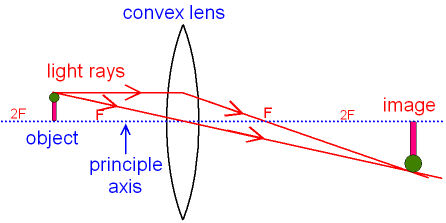 convex lens
light rays
image
2F
F
F
2F
object
principle
axis